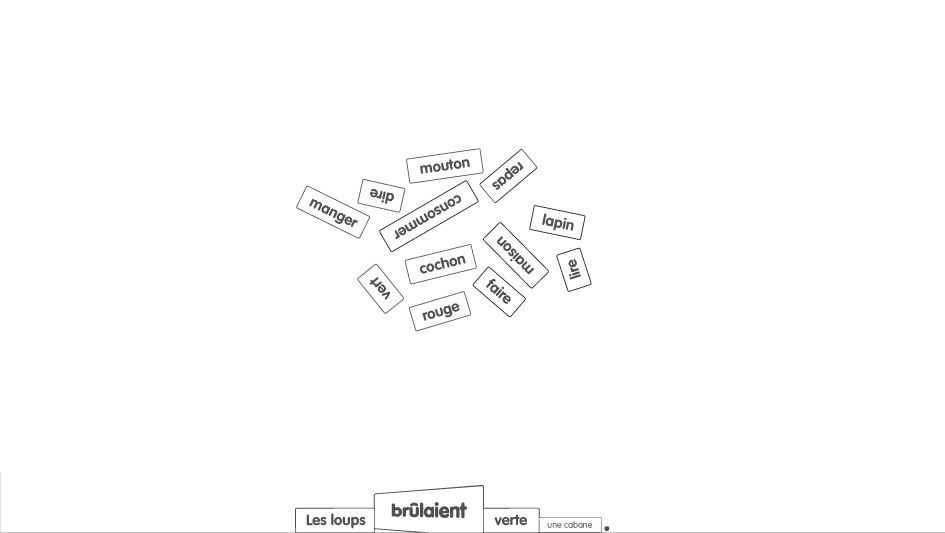 mouton
repas
dire
manger
consommer
lapin
maison
cochon
lire
vert
faire
rouge
Les loups brûlaient verte une cabane.